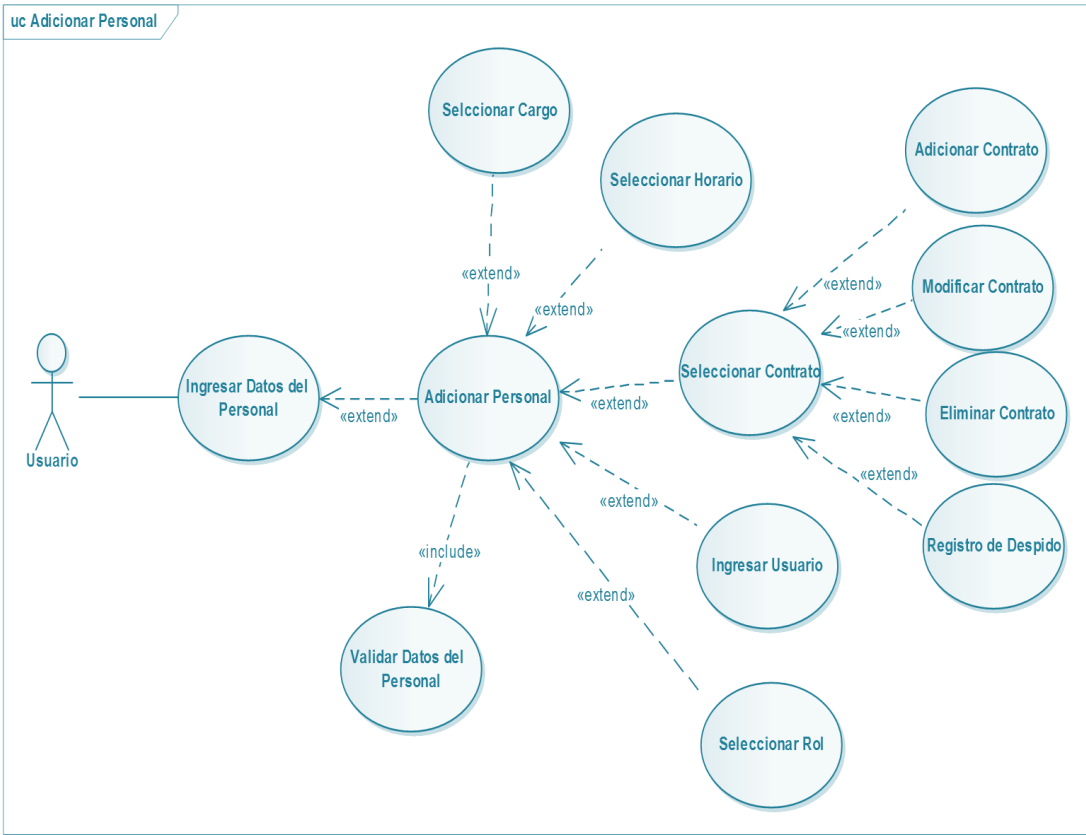 uc Adicionar Personal
Selccionar Cargo
Seleccionar Horario
Adicionar Contrato
«extend»
«extend»
«extend»
Modificar Contrato
«extend»
Usuario
Ingresar Datos del
Personal
«extend»
Adicionar Personal
«extend»
Seleccionar Contrato
«extend»
Eliminar Contrato
«extend»
Registro de Despido
«extend»
Ingresar Usuario
«include»
«extend»
Validar Datos del
Personal
Seleccionar Rol